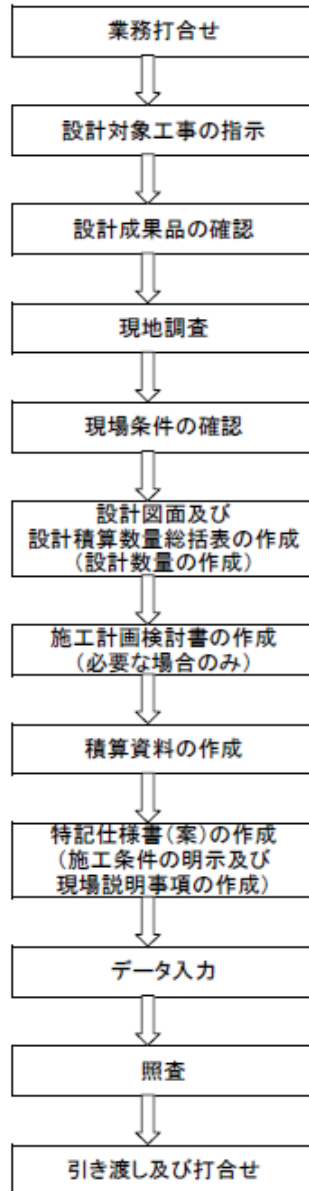 業務打合せ
設計対象工事の指示
設計成果品の確認
現地調査
現場条件の確認
設計図面及び
設計積算数量総括表の作成
(設計数量の作成)
施工計画検討書の作成
(必要な場合のみ)
積算資料の作成
特記仕様書(案)の作成
(施工条件の明示及び
現場説明事項の作成)
データ入力
照査
引き渡し及び打合せ